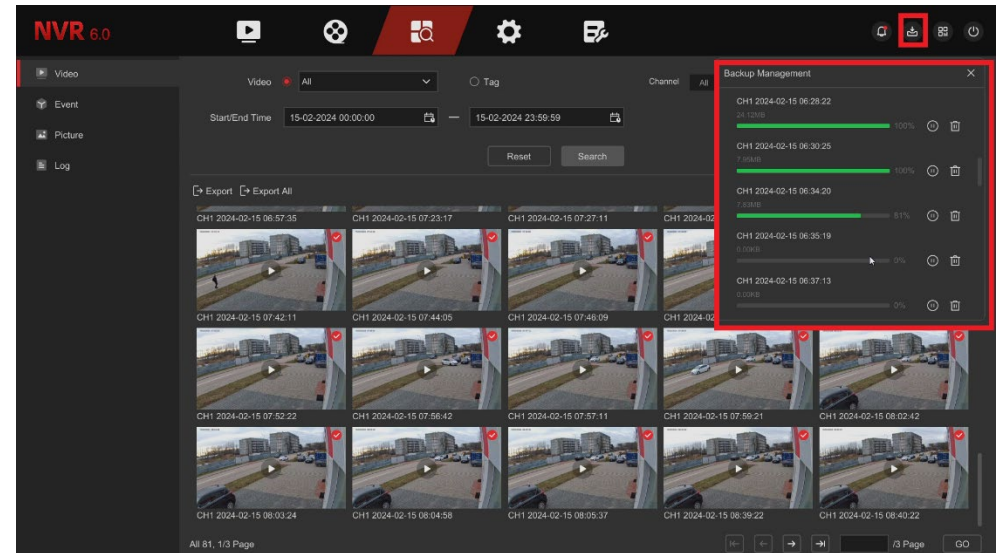 NVR 6.0
Video
Event
Picture
Log
Video All Tag Channel All
Start/End Time 15-02-2024 00:00:00 — 15-02-2024 23:59:59
Reset Search
Export Export All
CH1 2024-02-15 06:57:35 CH1 2024-02-15 07:23:17 CH1 2024-02-15 07:27:11 CH1 2024-02
CH1 2024-02-15 07:42:11 CH1 2024-02-15 07:44:05 CH1 2024-02-15 07:46:09 CH1 2024-02
CH1 2024-02-15 07:52:22 CH1 2024-02-15 07:56:42 CH1 2024-02-15 07:57:11 CH1 2024-02-15 07:59:21 CH1 2024-02-15 08:02:42
CH1 2024-02-15 08:03:24 CH1 2024-02-15 08:04:58 CH1 2024-02-15 08:05:37 CH1 2024-02-15 08:39:22 CH1 2024-02-15 08:40:22
All 81, 1/3 Page /3 Page GO
Backup Management
CH1 2024-02-15 06:28:22
24.12MB
100%
CH1 2024-02-15 06:30:25
7.95MB
100%
CH1 2024-02-15 06:34:20
7.83MB
81%
CH1 2024-02-15 06:35:19
0.00KB
0%
CH1 2024-02-15 06:37:13
0.00KB
0%